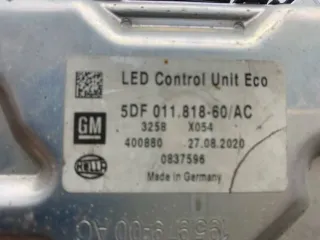 LED Control Unit Eco
5DF 011.818-60/AC
GM
3258 X054
400880 27.08.2020
HELLA
0837596
Made in Germany